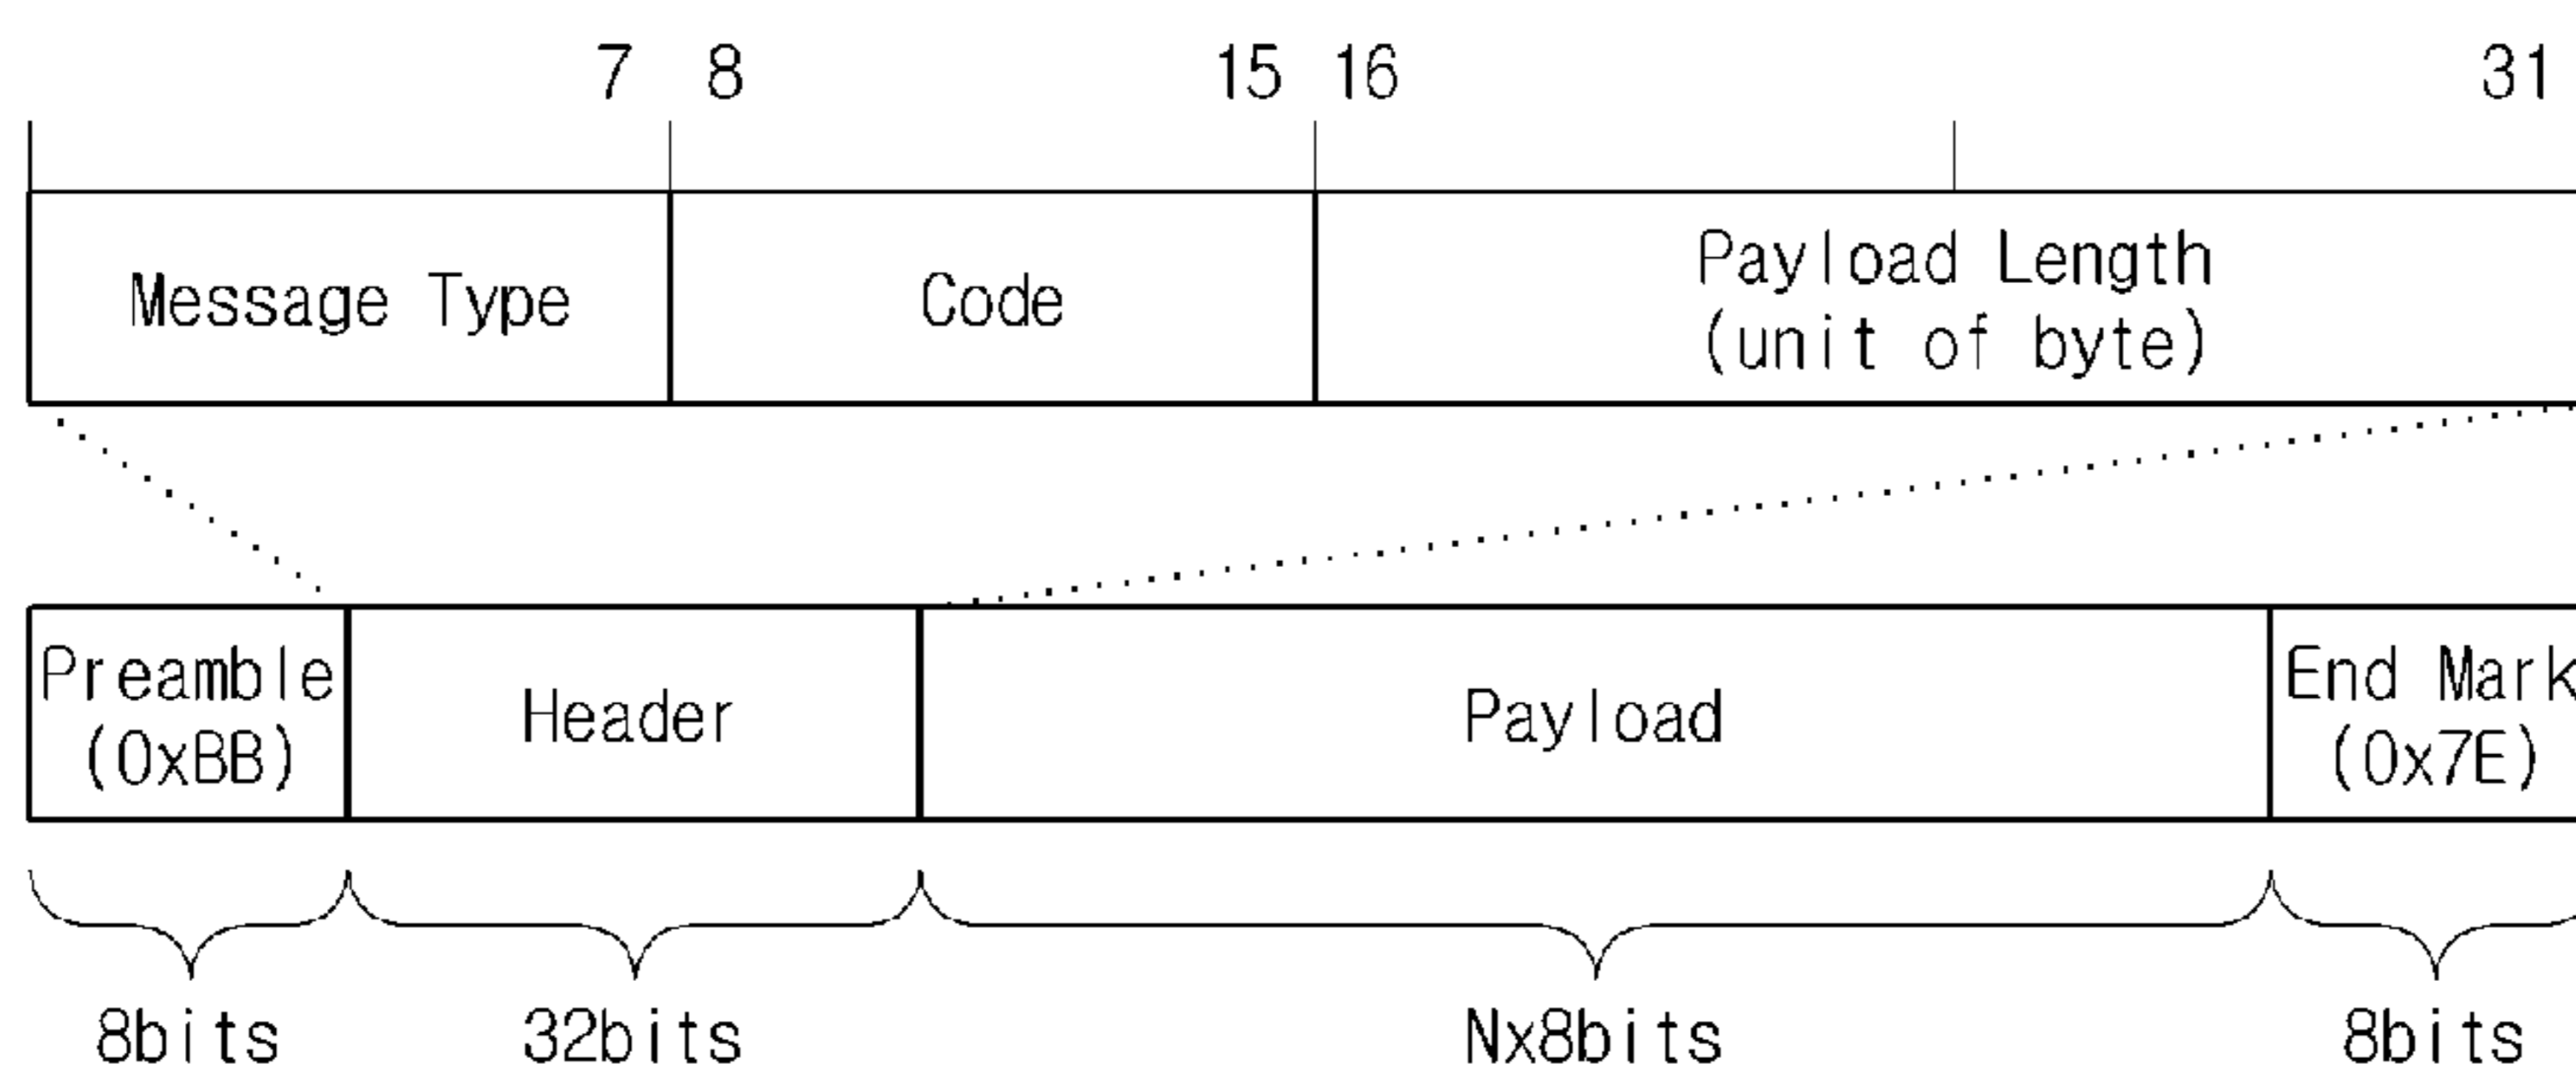 7 8 15 16 31
Message Type Code Payload Length
(unit of byte)
Preamble
(0xBB)
Header
Payload
End Mark
(0x7E)
8bits 32bits Nx8bits 8bits